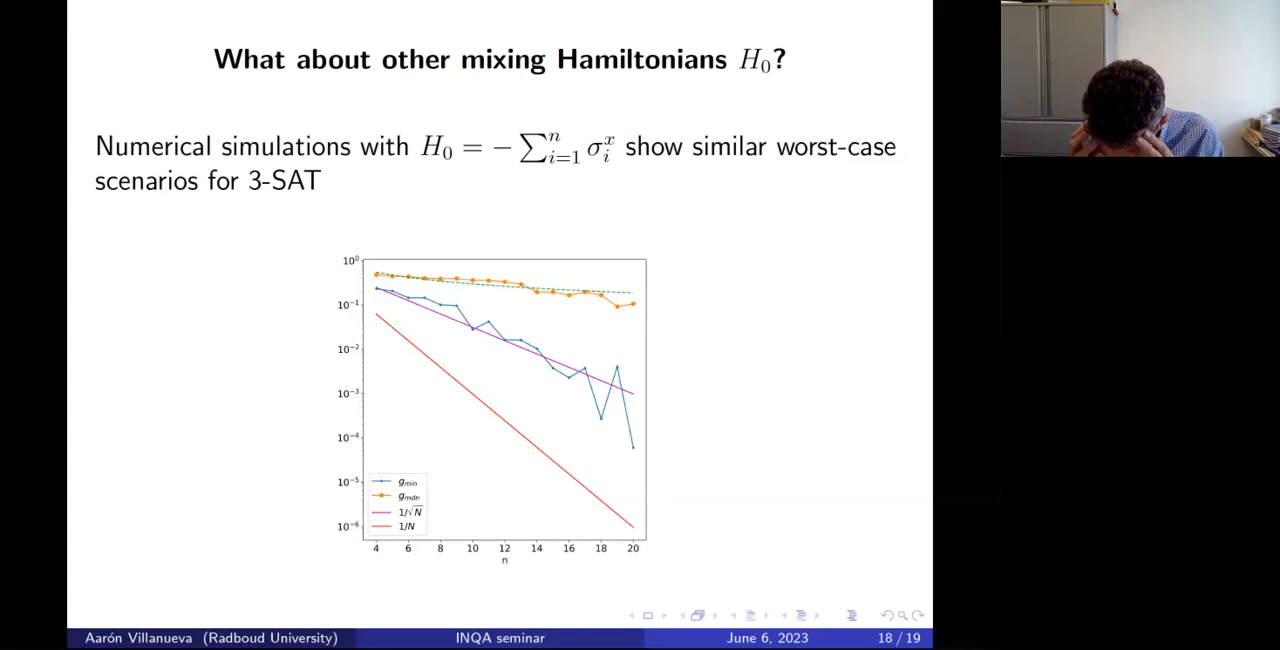 What about other mixing Hamiltonians H₀?
Numerical simulations with H₀ = − ∑ⁿᵢ₌₁ σᵢˣ show similar worst-case
scenarios for 3-SAT
10⁰
10⁻¹
10⁻²
10⁻³
10⁻⁴
10⁻⁵
10⁻⁶
g_min
g_mdn
1/√N
1/N
4 6 8 10 12 14 16 18 20
n
Aarón Villanueva (Radboud University) INQA seminar June 6, 2023 18 / 19